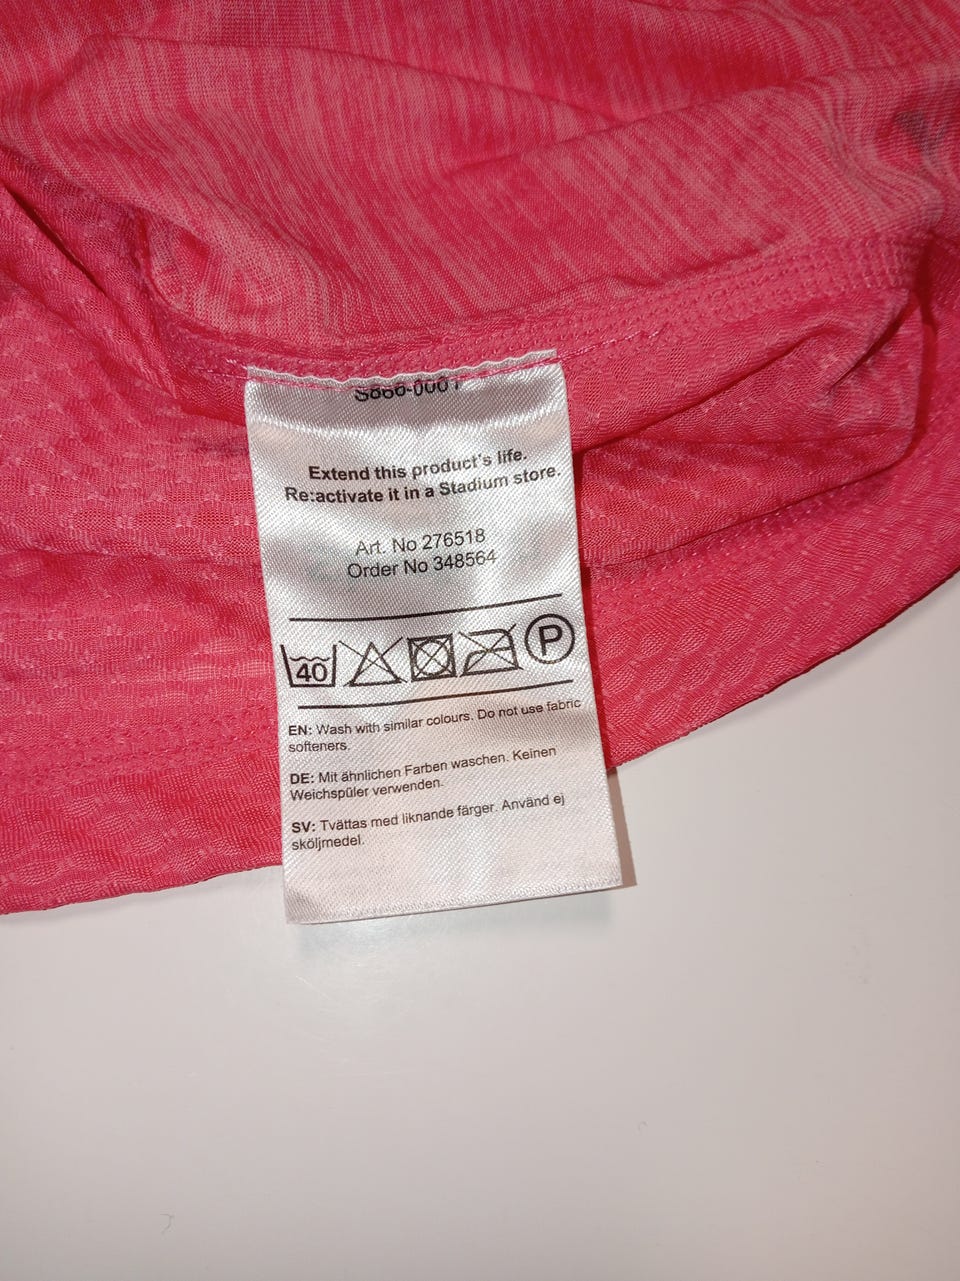 Extend this product's life.
Re:activate it in a Stadium store.
Art. No 276518
Order No 348564
40
P
EN: Wash with similar colours. Do not use fabric
softeners.
DE: Mit ähnlichen Farben waschen. Keinen
Weichspüler verwenden.
SV: Tvättas med liknande färger. Använd ej
sköljmedel.